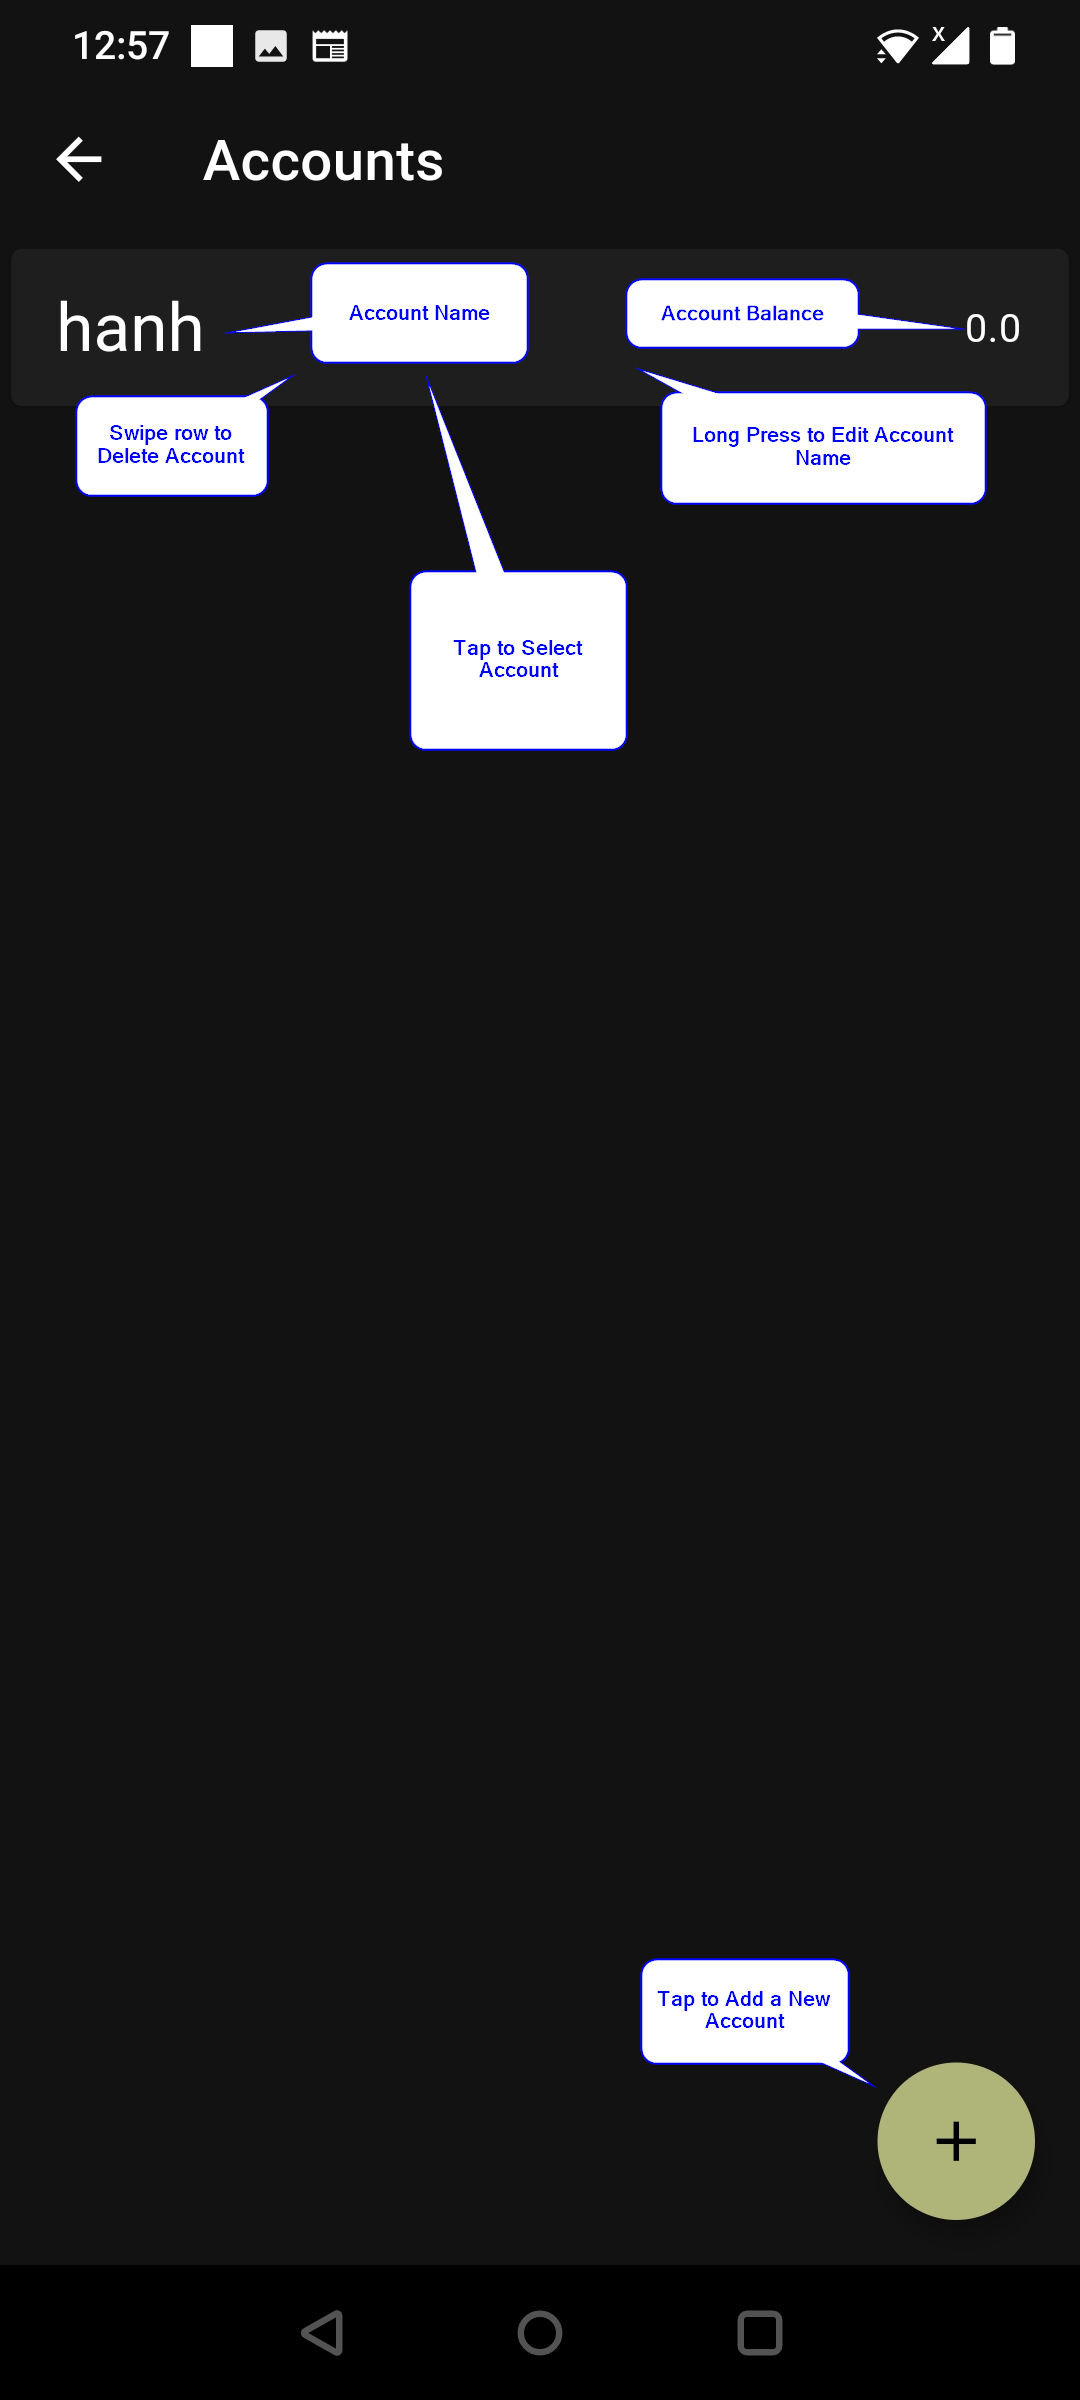 12:57
X
Accounts
hanh
Account Name
Account Balance
0.0
Swipe row to
Delete Account
Long Press to Edit Account
Name
Tap to Select
Account
Tap to Add a New
Account
+